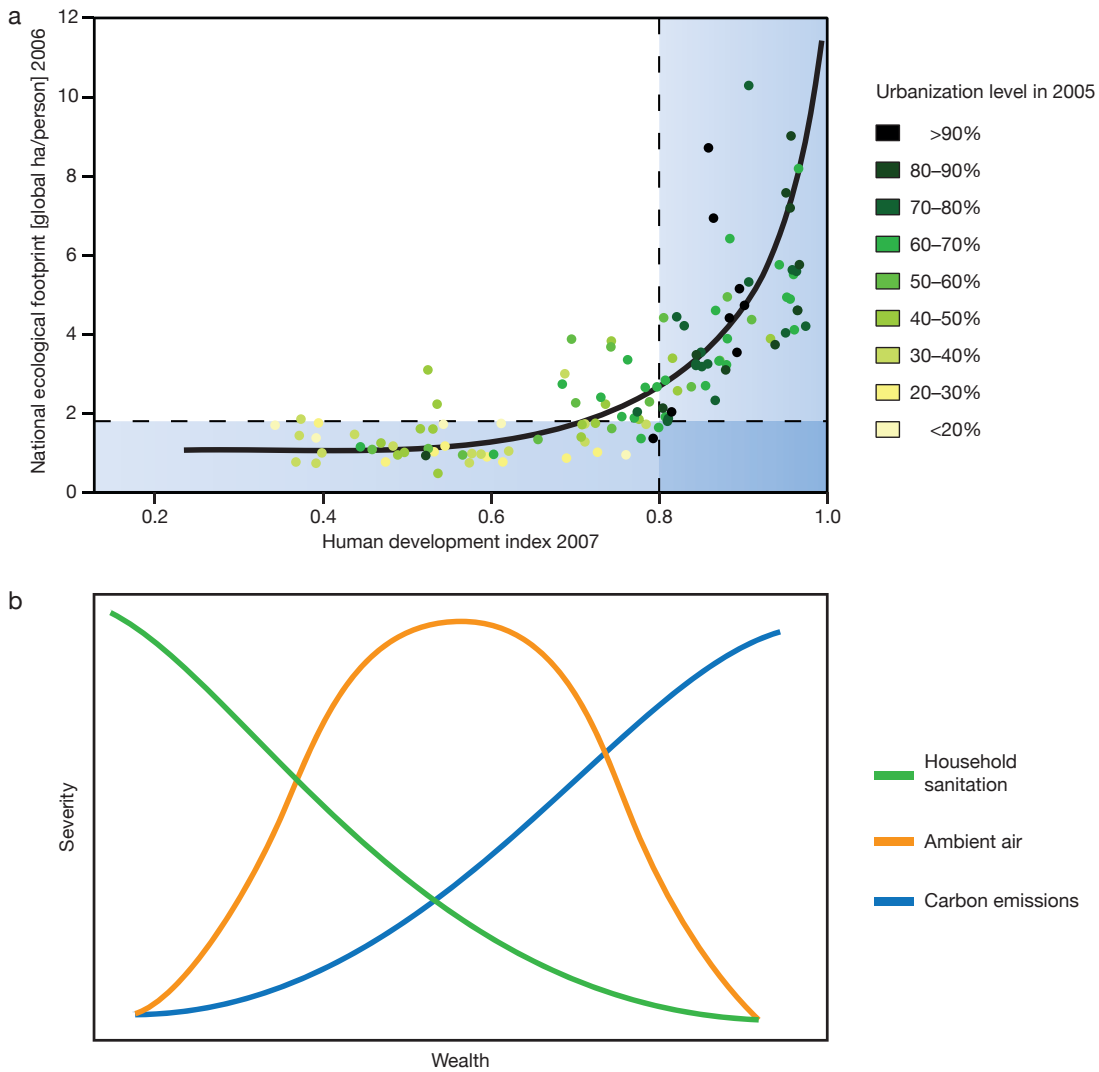 a
National ecological footprint [global ha/person] 2006
12
10
8
6
4
2
0
0.2
0.4
0.6
0.8
1.0
Human development index 2007
Urbanization level in 2005
>90%
80–90%
70–80%
60–70%
50–60%
40–50%
30–40%
20–30%
<20%
b
Severity
Wealth
Household
sanitation
Ambient air
Carbon emissions